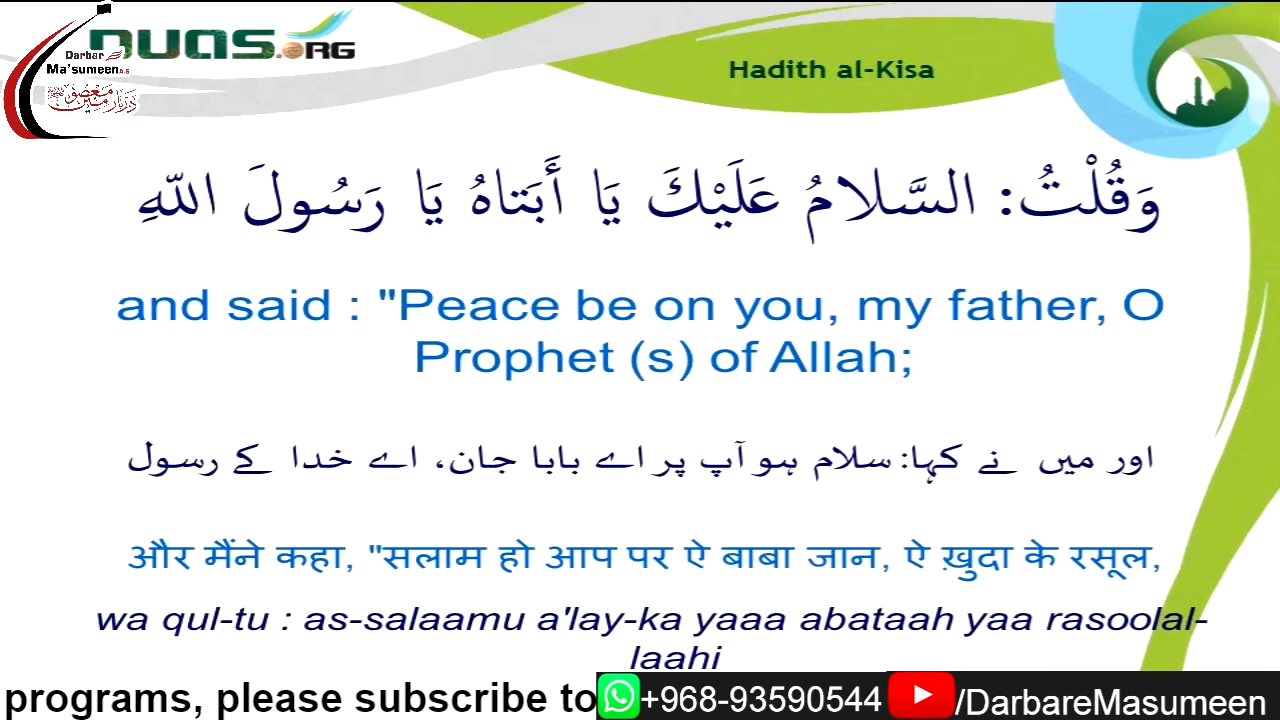 DUAS.ORG
Darbar
Ma'sumeen A.S
Hadith al-Kisa
وَقُلْتُ: السَّلامُ عَلَيْكَ يَا أَبَتاهُ يَا رَسُولَ اللّهِ
and said : "Peace be on you, my father, O
Prophet (s) of Allah;
اور میں نے کہا: سلام ہو آپ پر اے بابا جان، اے خدا کے رسول
और मैंने कहा, "सलाम हो आप पर ऐ बाबा जान, ऐ ख़ुदा के रसूल,
wa qul-tu : as-salaamu a'lay-ka yaaa abataah yaa rasoolal-
laahi
programs, please subscribe to +968-93590544 /DarbareMasumeen